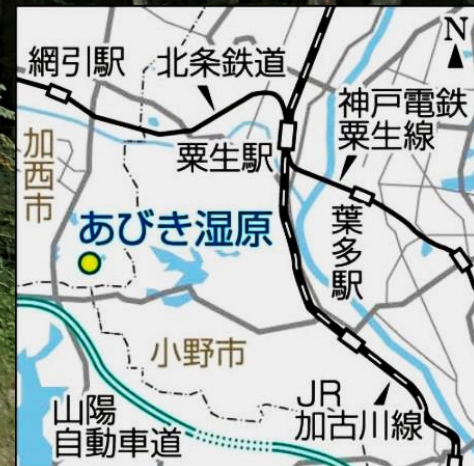 網引駅
北条鉄道
N
神戸電鉄
粟生線
粟生駅
加西市
あびき湿原
葉多駅
小野市
JR
加古川線
山陽
自動車道